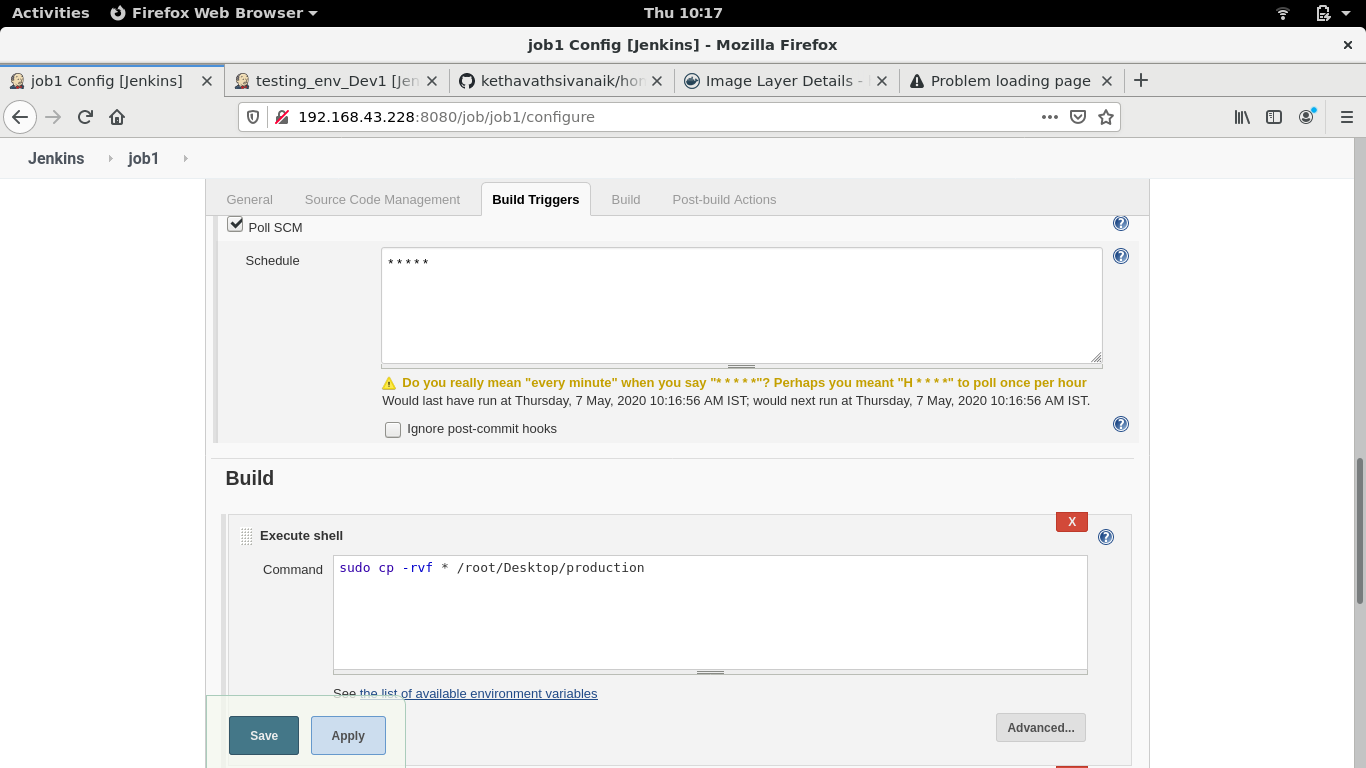 Activities Firefox Web Browser Thu 10:17
job1 Config [Jenkins] - Mozilla Firefox ×
job1 Config [Jenkins] testing_env_Dev1 [Jen kethavathsivanaik/hor Image Layer Details - Problem loading page
192.168.43.228:8080/job/job1/configure
Jenkins job1
General Source Code Management Build Triggers Build Post-build Actions
Poll SCM
Schedule * * * * *
Do you really mean "every minute" when you say "* * * * *"? Perhaps you meant "H * * * *" to poll once per hour
Would last have run at Thursday, 7 May, 2020 10:16:56 AM IST; would next run at Thursday, 7 May, 2020 10:16:56 AM IST.
Ignore post-commit hooks
Build
X
Execute shell
Command sudo cp -rvf * /root/Desktop/production
See the list of available environment variables
Save Apply Advanced...